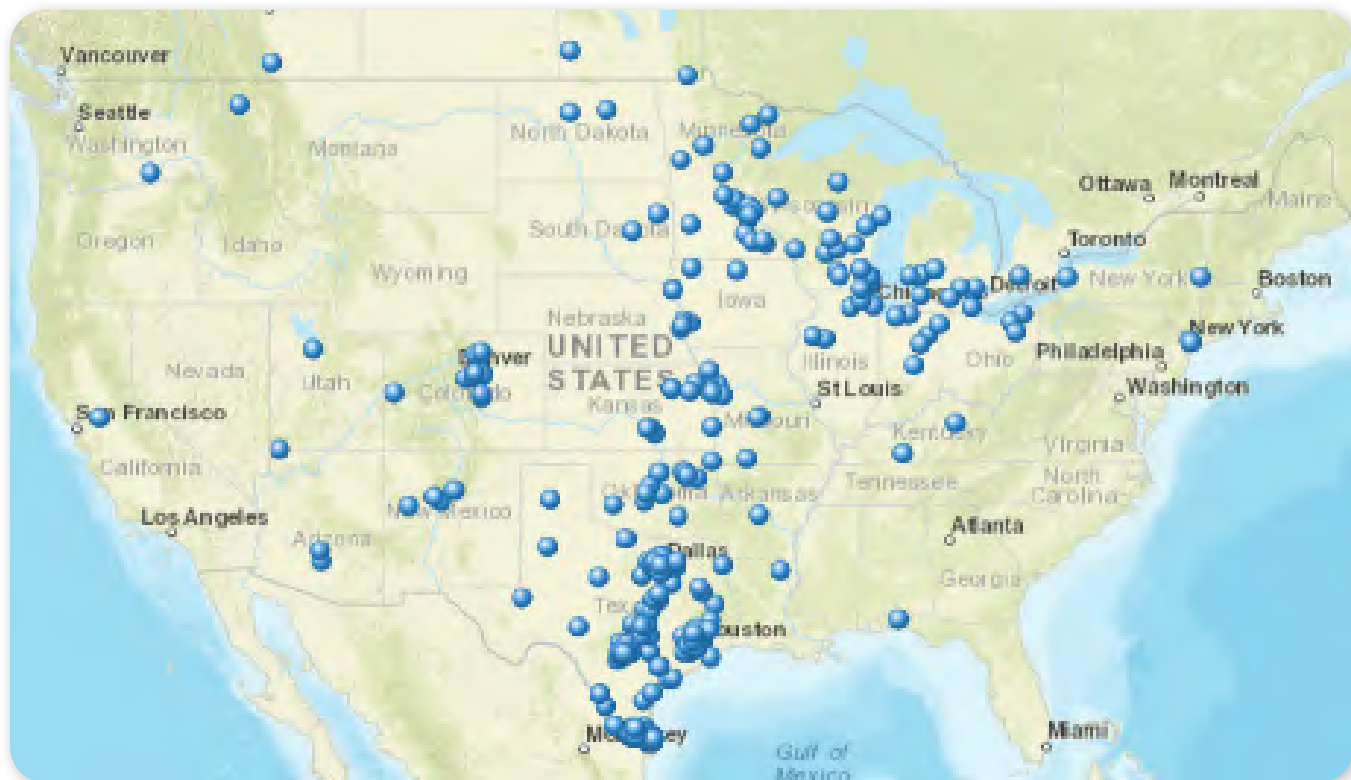 Vancouver
Seattle
Washington
Montana
North Dakota
Minnesota
Ottawa
Montreal
Maine
Oregon
Idaho
South Dakota
Wisconsin
Toronto
Wyoming
Detroit
New York
Boston
Iowa
Nebraska
New York
UNITED
STATES
Nevada
Utah
Denver
Colorado
Kansas
Illinois
Ohio
Philadelphia
St Louis
Washington
San Francisco
Missouri
Kentucky
Virginia
California
Tennessee
North
Carolina
Los Angeles
New Mexico
Oklahoma
Arkansas
Arizona
Atlanta
Dallas
Georgia
Texas
Houston
Miami
Gulf of
Mexico